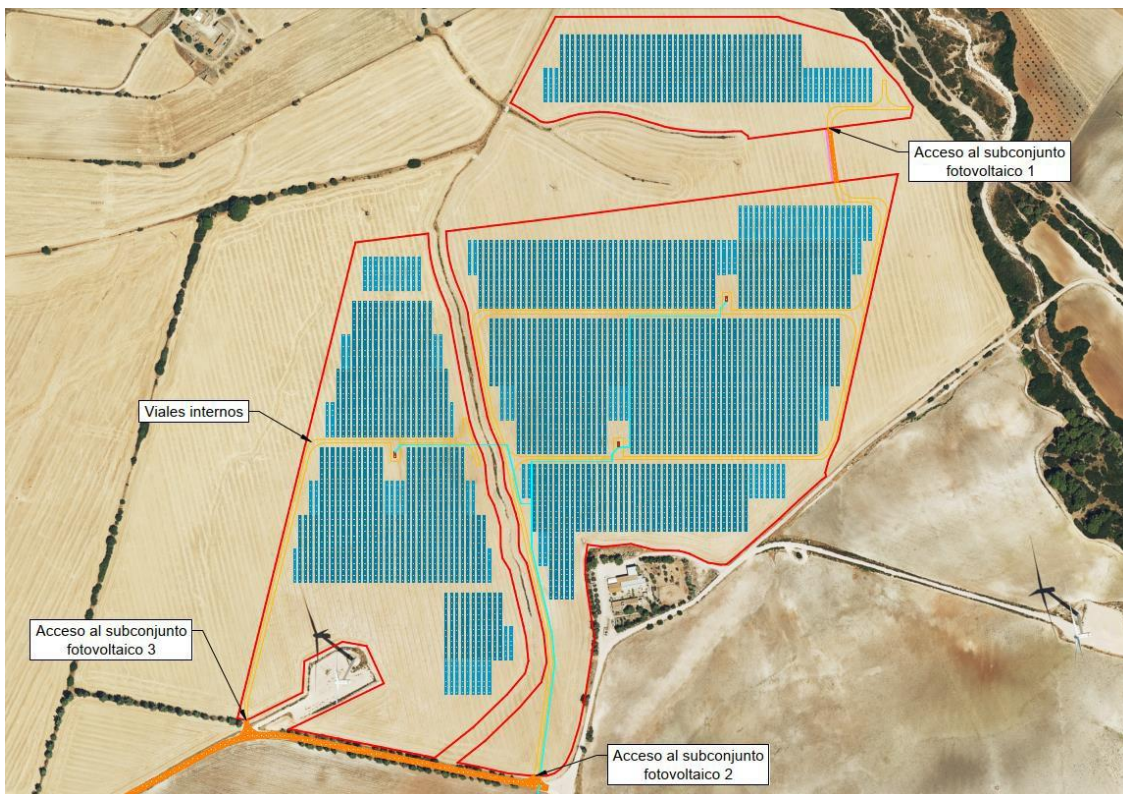 Acceso al subconjunto
fotovoltaico 1
Viales internos
Acceso al subconjunto
fotovoltaico 3
Acceso al subconjunto
fotovoltaico 2